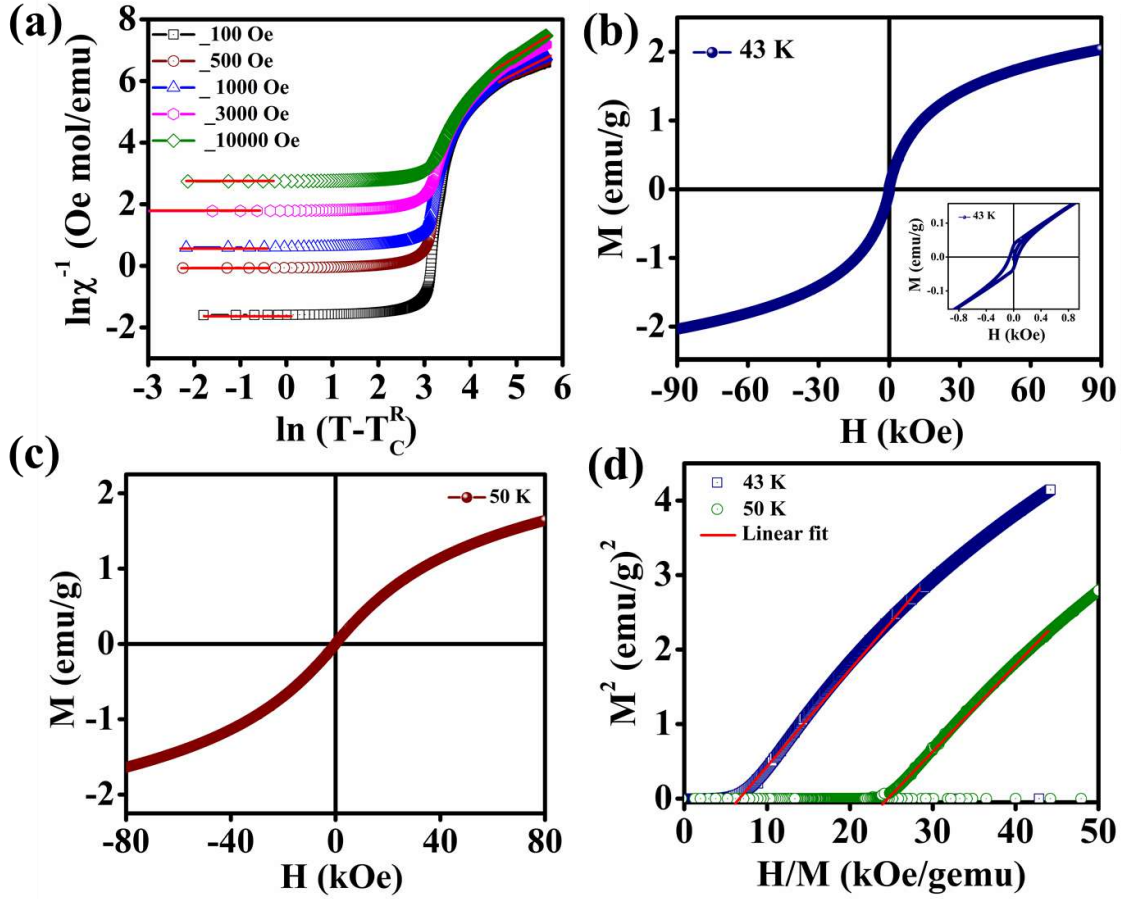 (a)
lnχ⁻¹ (Oe mol/emu)
8
6
4
2
0
-2
_100 Oe
_500 Oe
_ 1000 Oe
_3000 Oe
_10000 Oe
-3 -2 -1 0 1 2 3 4 5 6
ln (T-T_C^R)
(b)
M (emu/g)
2
1
0
-1
-2
43 K
-90 -60 -30 0 30 60 90
H (kOe)
M (emu/g)
0.1
0.0
-0.1
43 K
-0.8 -0.4 0.0 0.4 0.8
H (kOe)
(c)
M (emu/g)
2
1
0
-1
-2
50 K
-80 -40 0 40 80
H (kOe)
(d)
M² (emu/g)²
4
3
2
1
0
43 K
50 K
Linear fit
0 10 20 30 40 50
H/M (kOe/gemu)